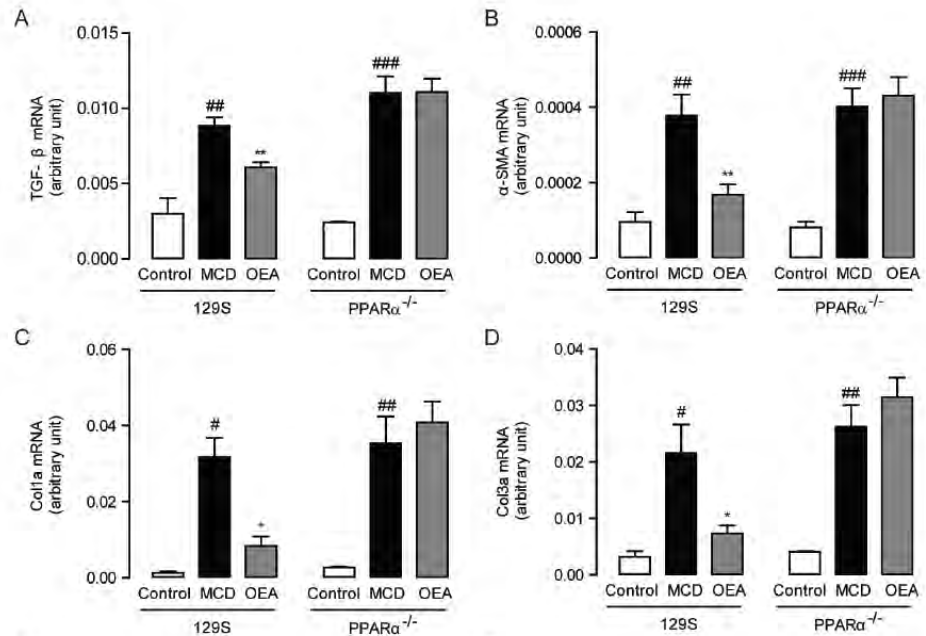 A
TGF- β mRNA
(arbitrary unit)
0.015
0.010
0.005
0.000
##
**
###
Control MCD OEA Control MCD OEA
129S PPARα-/-
B
α-SMA mRNA
(arbitrary unit)
0.0006
0.0004
0.0002
0.0000
##
**
###
Control MCD OEA Control MCD OEA
129S PPARα-/-
C
Col1a mRNA
(arbitrary unit)
0.06
0.04
0.02
0.00
#
*
##
Control MCD OEA Control MCD OEA
129S PPARα-/-
D
Col3a mRNA
(arbitrary unit)
0.04
0.03
0.02
0.01
0.00
#
*
##
Control MCD OEA Control MCD OEA
129S PPARα-/-